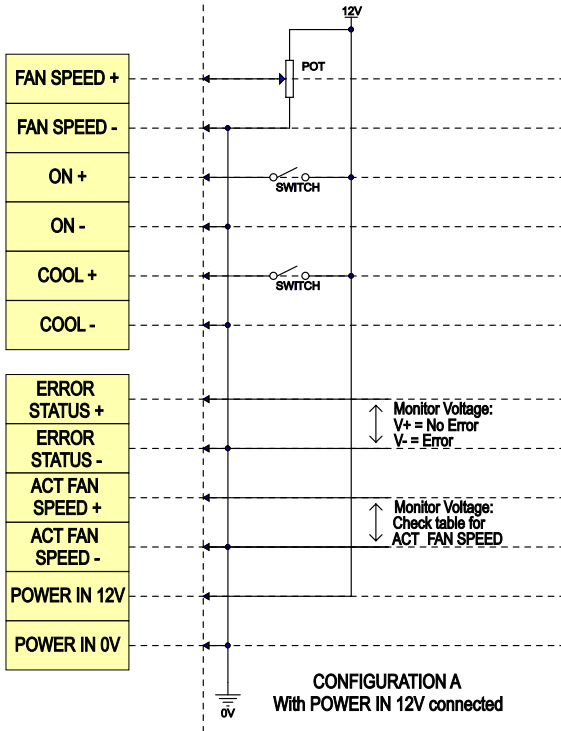 12V
FAN SPEED +
POT
FAN SPEED -
ON +
SWITCH
ON -
COOL +
SWITCH
COOL -
ERROR
STATUS +
Monitor Voltage:
V+ = No Error
V- = Error
ERROR
STATUS -
ACT FAN
SPEED +
Monitor Voltage:
Check table for
ACT FAN SPEED
ACT FAN
SPEED -
POWER IN 12V
POWER IN 0V
CONFIGURATION A
With POWER IN 12V connected
0V